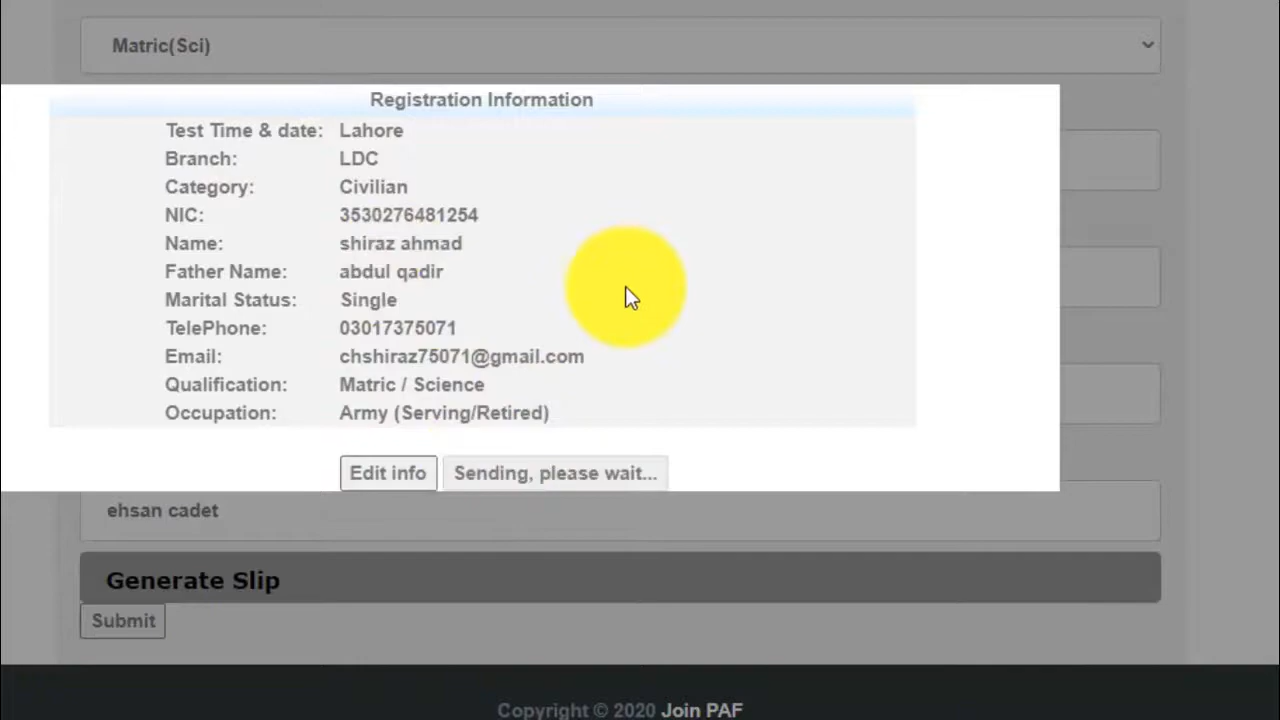 Matric(Sci)
Registration Information
Test Time & date: Lahore
Branch: LDC
Category: Civilian
NIC: 3530276481254
Name: shiraz ahmad
Father Name: abdul qadir
Marital Status: Single
TelePhone: 03017375071
Email: chshiraz75071@gmail.com
Qualification: Matric / Science
Occupation: Army (Serving/Retired)
Edit info Sending, please wait...
ehsan cadet
Generate Slip
Submit
Copyright © 2020 Join PAF